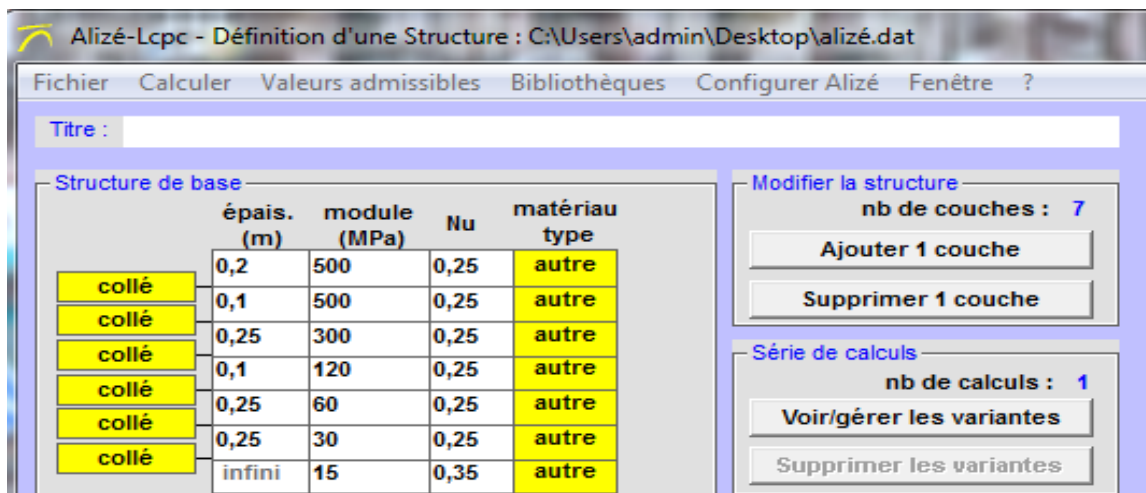 Alizé-Lcpc - Définition d'une Structure : C:\Users\admin\Desktop\alizé.dat
Fichier Calculer Valeurs admissibles Bibliothèques Configurer Alizé Fenêtre ?
Titre :
Structure de base
épais. (m) module (MPa) Nu matériau type
0,2 500 0,25 autre
collé
0,1 500 0,25 autre
collé
0,25 300 0,25 autre
collé
0,1 120 0,25 autre
collé
0,25 60 0,25 autre
collé
0,25 30 0,25 autre
collé
infini 15 0,35 autre
Modifier la structure
nb de couches : 7
Ajouter 1 couche
Supprimer 1 couche
Série de calculs
nb de calculs : 1
Voir/gérer les variantes
Supprimer les variantes